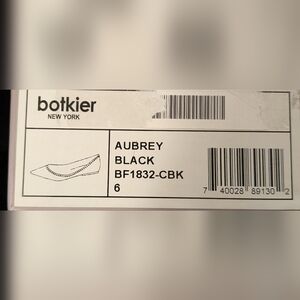 botkier
NEW YORK
AUBREY
BLACK
BF1832-CBK
6
7 40028 89130 2